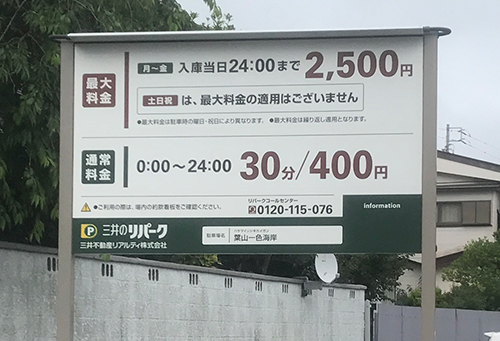 最大料金
月～金 入庫当日24:00まで 2,500円
土日祝 は、最大料金の適用はございません
●最大料金は駐車時の曜日・祝日により異なります。 ●最大料金は繰り返し適用となります。
通常料金
0:00～24:00 30分/400円
●ご利用の際は、場内の約款看板をご確認ください。
リパークコールセンター
0120-115-076
P 三井のリパーク
三井不動産リアルティ株式会社
駐車場名
葉山一色海岸
Information